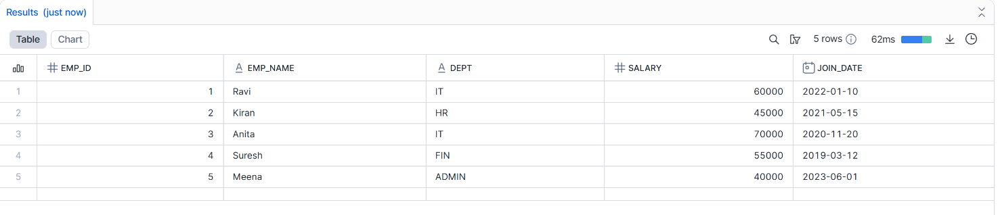 Results (just now)
Table Chart 5 rows 62ms
EMP_ID EMP_NAME DEPT SALARY JOIN_DATE
1 1 Ravi IT 60000 2022-01-10
2 2 Kiran HR 45000 2021-05-15
3 3 Anita IT 70000 2020-11-20
4 4 Suresh FIN 55000 2019-03-12
5 5 Meena ADMIN 40000 2023-06-01